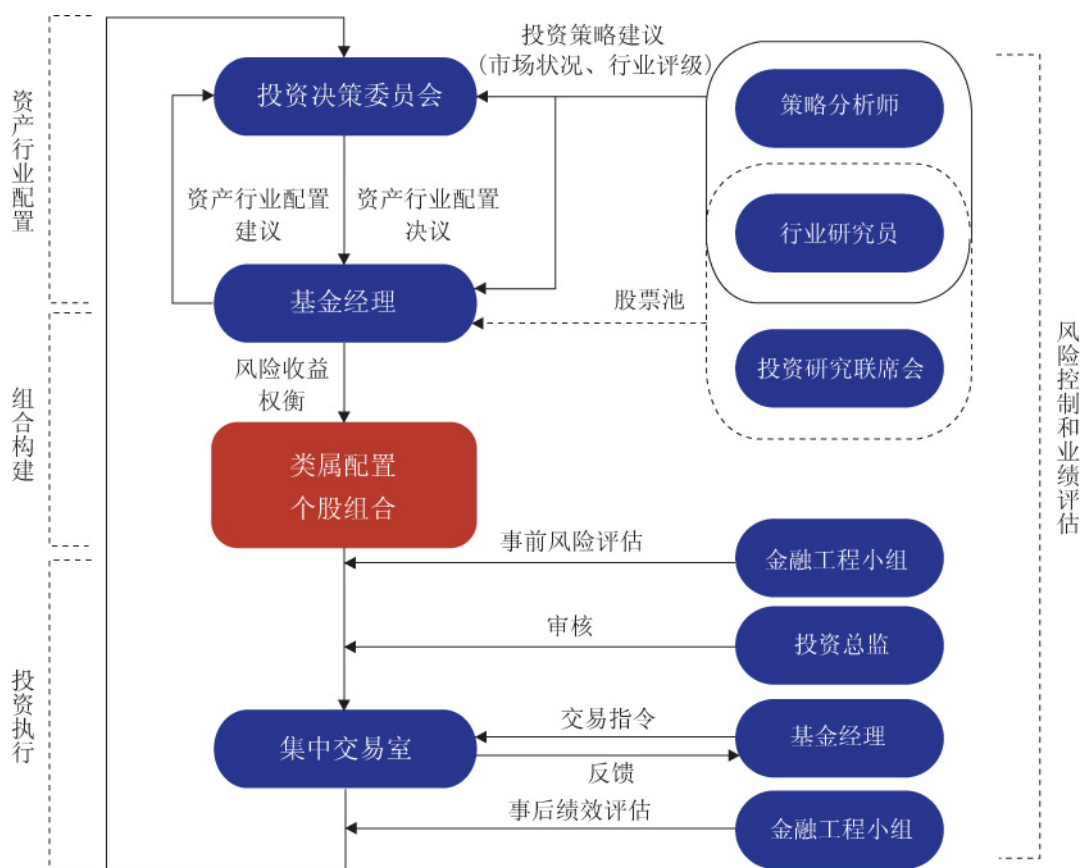 投资策略建议
(市场状况、行业评级)
投资决策委员会
策略分析师
资产行业配置
资产行业配置
建议
资产行业配置
决议
行业研究员
基金经理
股票池
投资研究联席会
风险收益
权衡
组合构建
类属配置
个股组合
风险控制和业绩评估
事前风险评估
金融工程小组
审核
投资总监
投资执行
集中交易室
交易指令
基金经理
反馈
事后绩效评估
金融工程小组